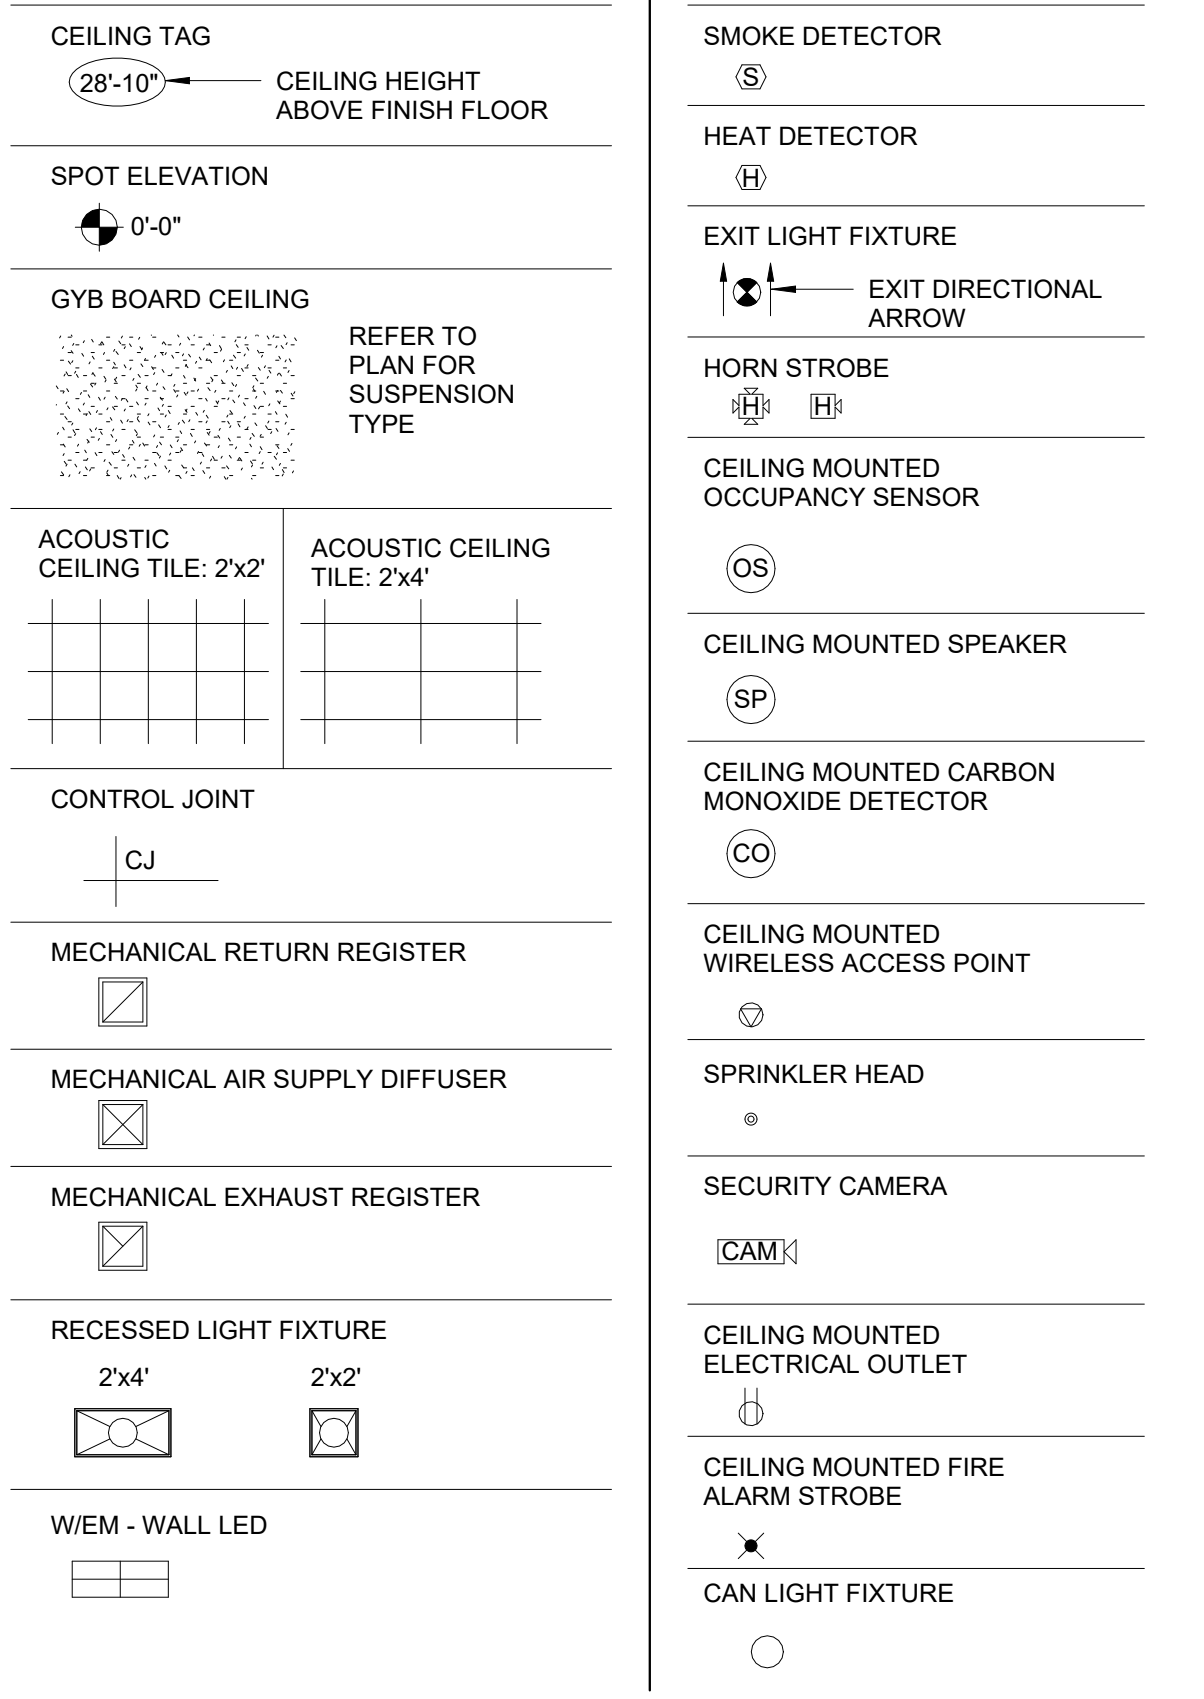 CEILING TAG
28'-10"
CEILING HEIGHT
ABOVE FINISH FLOOR
SPOT ELEVATION
0'-0"
GYB BOARD CEILING
REFER TO
PLAN FOR
SUSPENSION
TYPE
ACOUSTIC
CEILING TILE: 2'x2'
ACOUSTIC CEILING
TILE: 2'x4'
CONTROL JOINT
CJ
MECHANICAL RETURN REGISTER
MECHANICAL AIR SUPPLY DIFFUSER
MECHANICAL EXHAUST REGISTER
RECESSED LIGHT FIXTURE
2'x4'
2'x2'
W/EM - WALL LED
SMOKE DETECTOR
S
HEAT DETECTOR
H
EXIT LIGHT FIXTURE
EXIT DIRECTIONAL
ARROW
HORN STROBE
H
H
CEILING MOUNTED
OCCUPANCY SENSOR
OS
CEILING MOUNTED SPEAKER
SP
CEILING MOUNTED CARBON
MONOXIDE DETECTOR
CO
CEILING MOUNTED
WIRELESS ACCESS POINT
SPRINKLER HEAD
SECURITY CAMERA
CAM
CEILING MOUNTED
ELECTRICAL OUTLET
CEILING MOUNTED FIRE
ALARM STROBE
CAN LIGHT FIXTURE